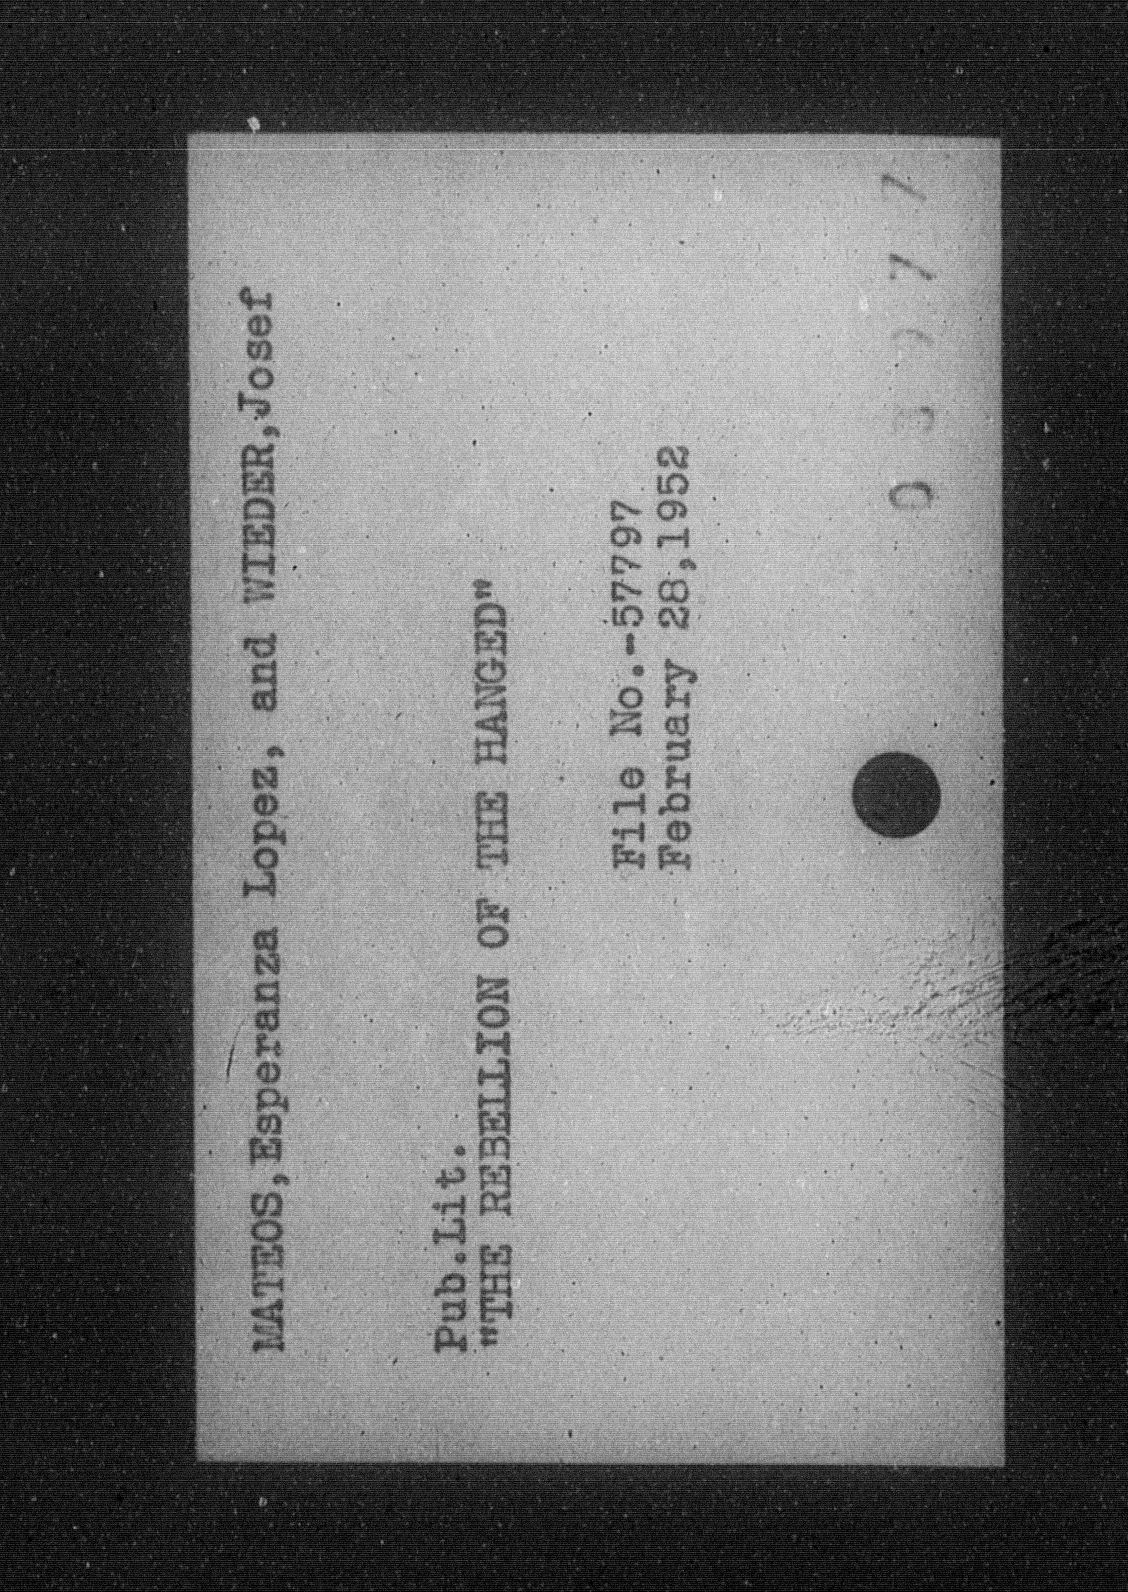 MATEOS,Esperanza Lopez, and WIEDER,Josef
Pub.Lit.
"THE REBELLION OF THE HANGED"
File No.-57797
February 28,1952